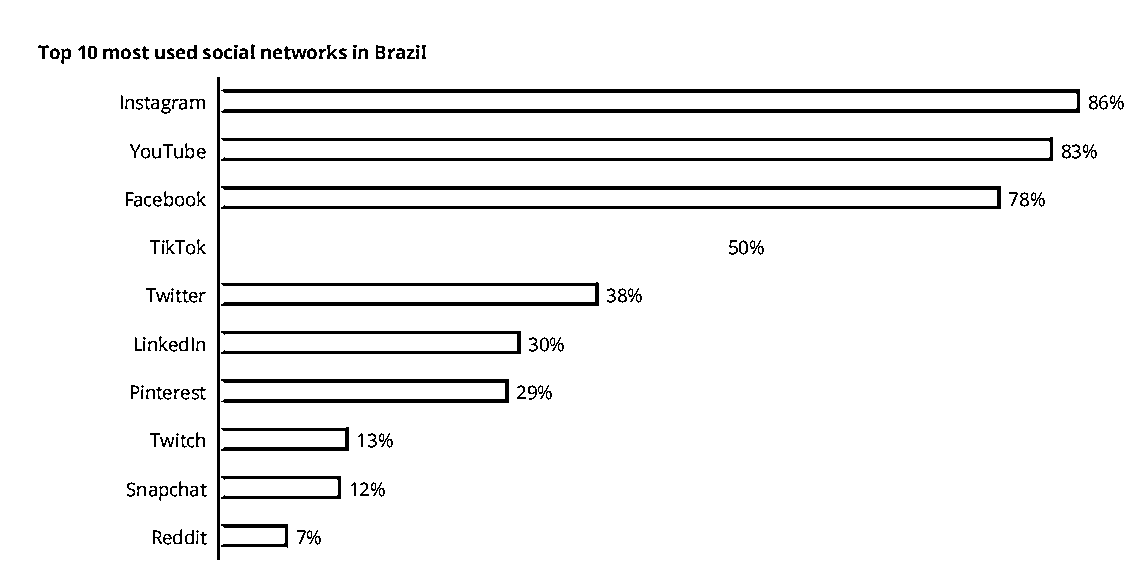 Top 10 most used social networks in Brazil
Instagram 86%
YouTube 83%
Facebook 78%
TikTok 50%
Twitter 38%
LinkedIn 30%
Pinterest 29%
Twitch 13%
Snapchat 12%
Reddit 7%